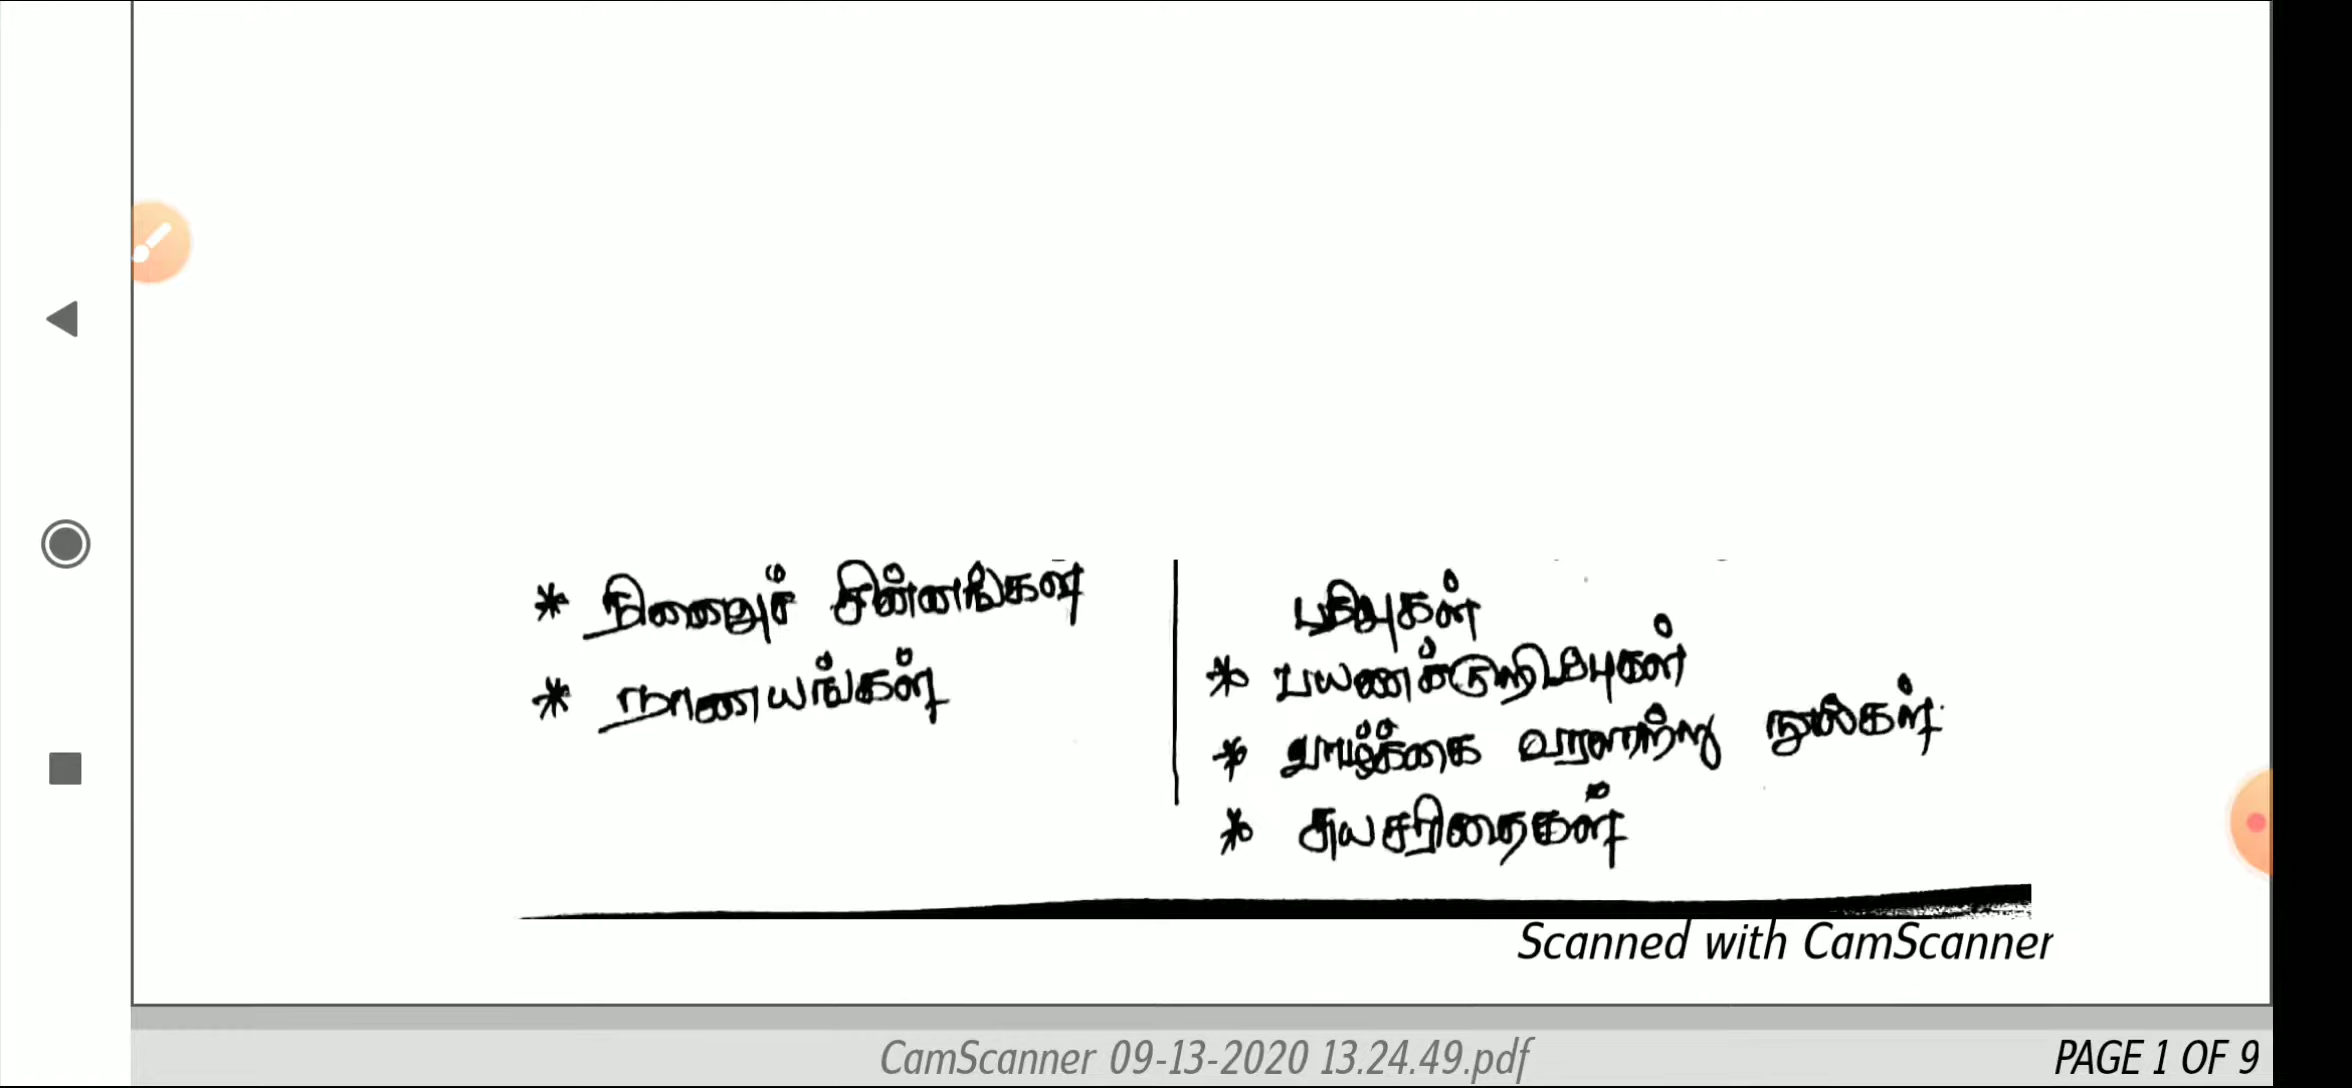 * நினைவுச் சின்னங்கள்
* நாணயங்கள்
பதிவுகள்
* பயணக்குறிப்புகள்
* வாழ்க்கை வரலாற்று நூல்கள்
* சுயசரிதைகள்
Scanned with CamScanner
CamScanner 09-13-2020 13.24.49.pdf
PAGE 1 OF 9